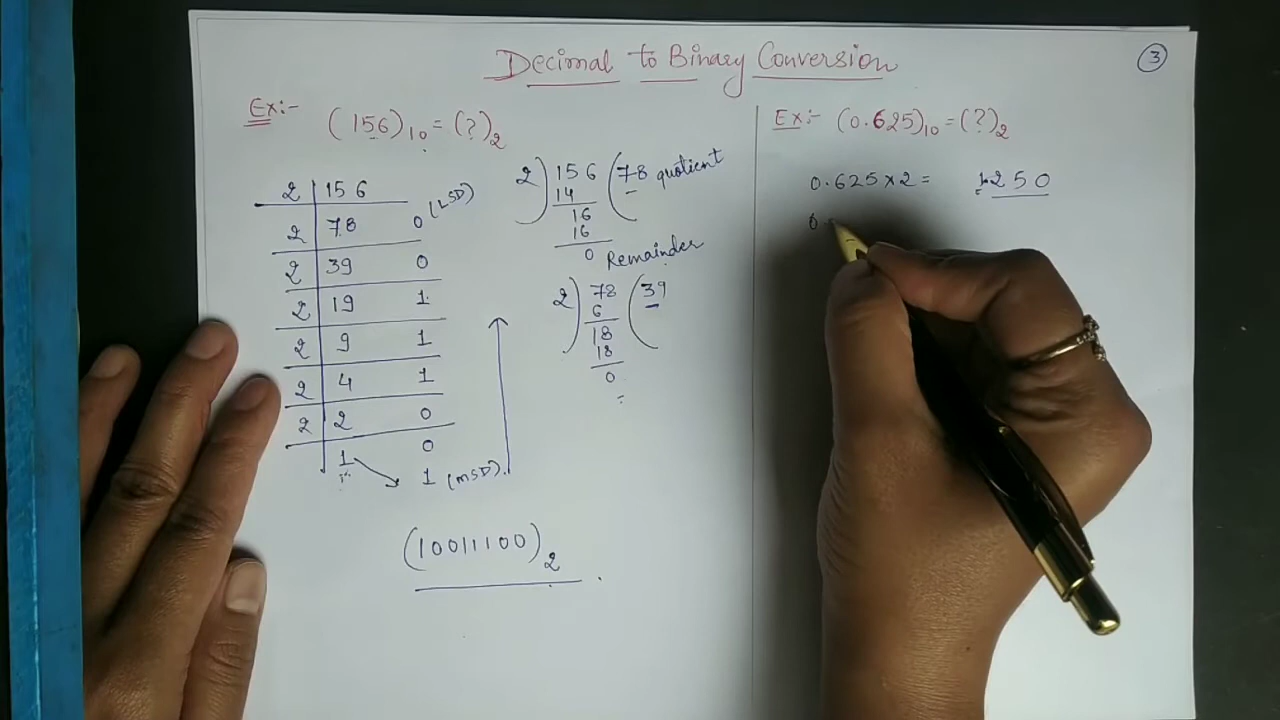 Decimal to Binary Conversion
3
Ex:- (156)10 = (?)2
2 | 156
2 | 78 0 (LSD)
2 | 39 0
2 | 19 1
2 | 9 1
2 | 4 1
2 | 2 0
1 0
1 (MSD)
2) 156 (78 quotient
14
16
16
0 Remainder
2) 78 (39
6
18
18
0
=
(10011100)2
Ex:- (0.625)10 = (?)2
0.625×2 = 1.250
0.